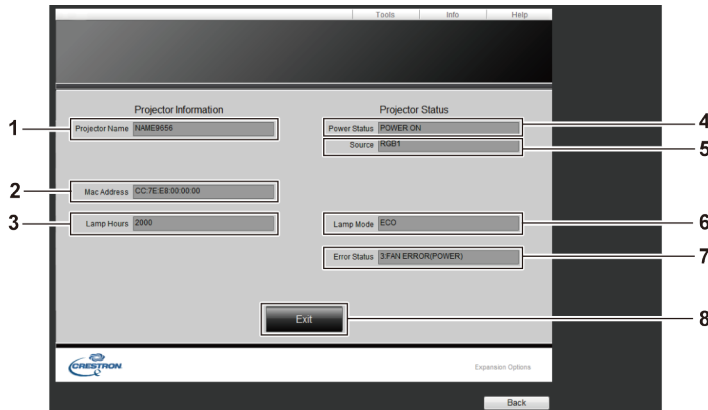 Tools Info Help
Projector Information Projector Status
1 Projector Name NAME9656 Power Status POWER ON 4
Source RGB1 5
2 Mac Address CC:7E:E8:00:00:00
3 Lamp Hours 2000 Lamp Mode ECO 6
Error Status 3:FAN ERROR(POWER) 7
Exit 8
CRESTRON Expansion Options
Back